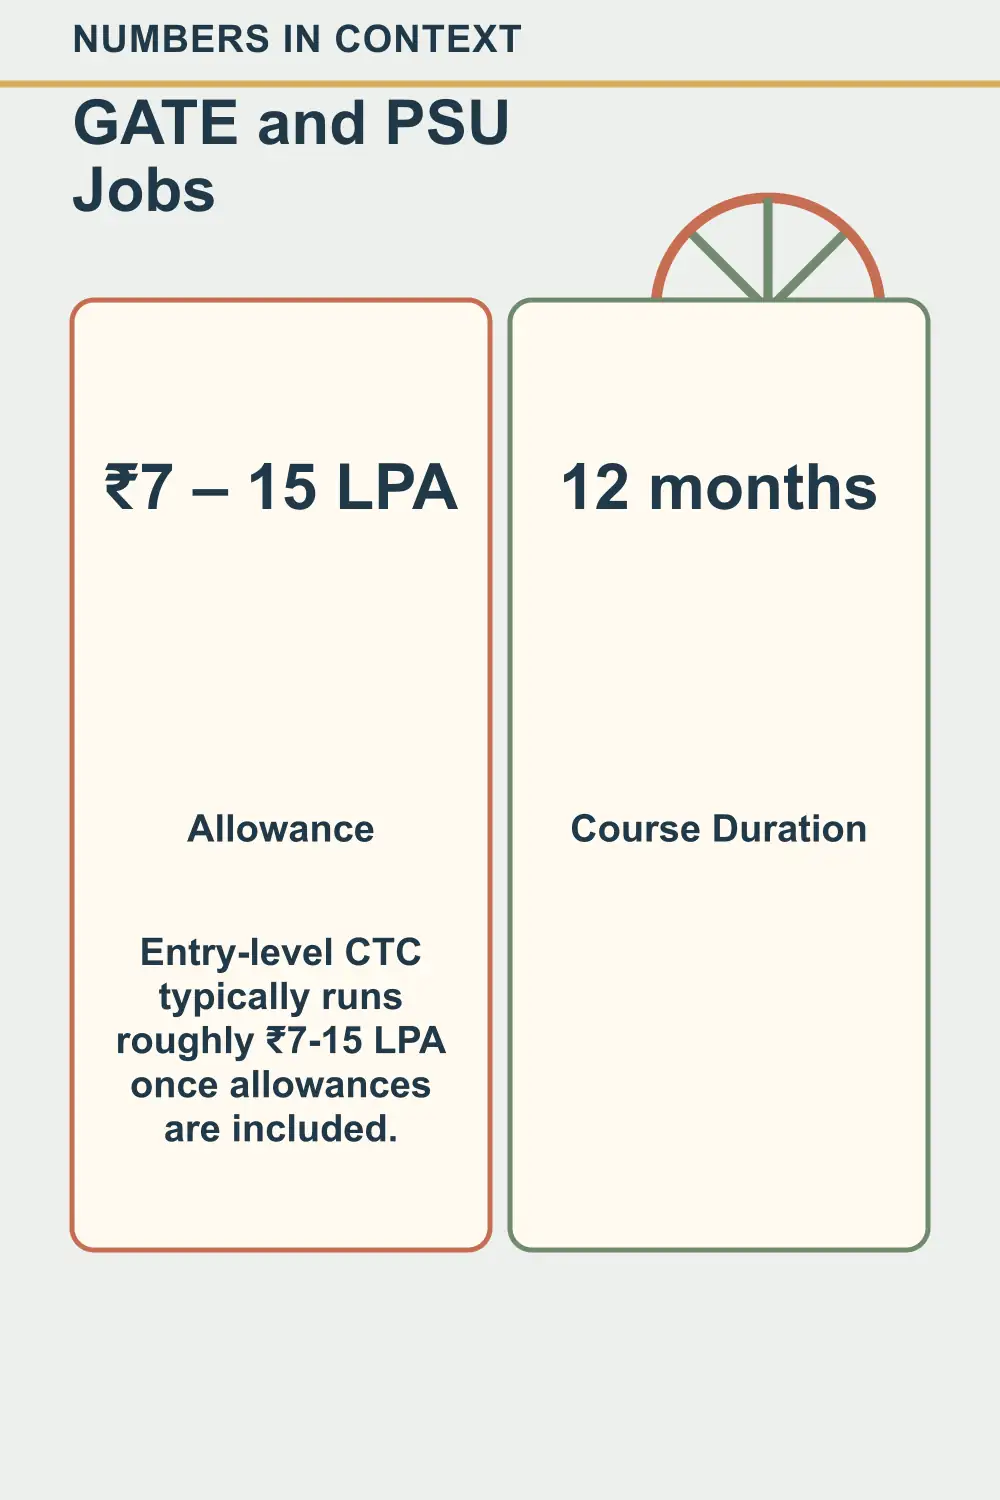 NUMBERS IN CONTEXT
GATE and PSU
Jobs
₹7 – 15 LPA
Allowance
Entry-level CTC
typically runs
roughly ₹7-15 LPA
once allowances
are included.
12 months
Course Duration